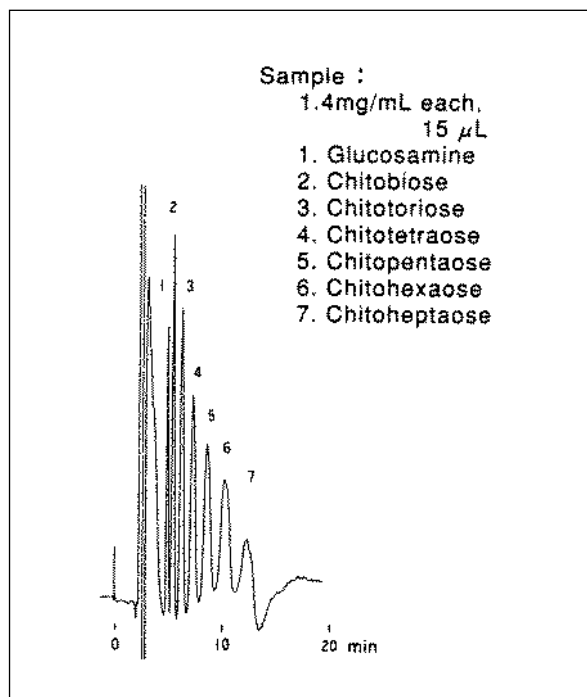 Sample :
1.4mg/mL each,
15 µL
1. Glucosamine
2. Chitobiose
3. Chitotoriose
4. Chitotetraose
5. Chitopentaose
6. Chitohexaose
7. Chitoheptaose
2
1
3
4
5
6
7
0 10 20 min